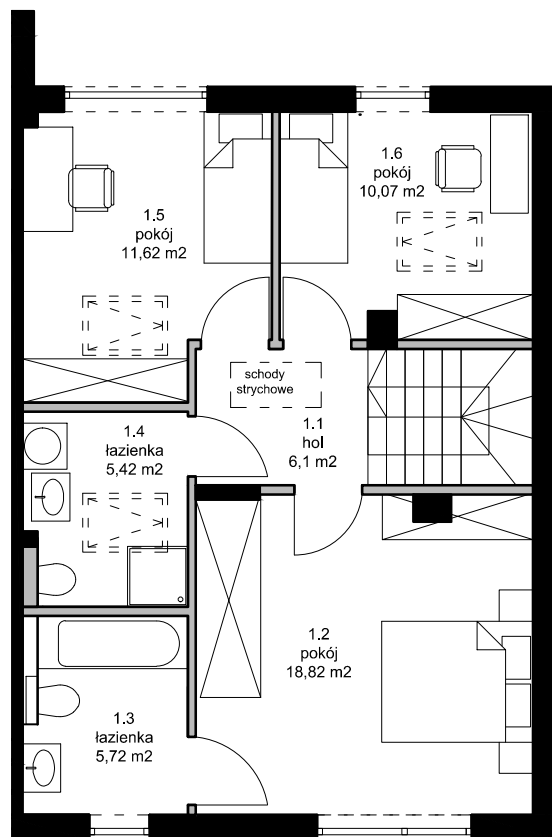 1.5
pokój
11,62 m2
1.6
pokój
10,07 m2
schody
strychowe
1.1
hol
6,1 m2
1.4
łazienka
5,42 m2
1.2
pokój
18,82 m2
1.3
łazienka
5,72 m2